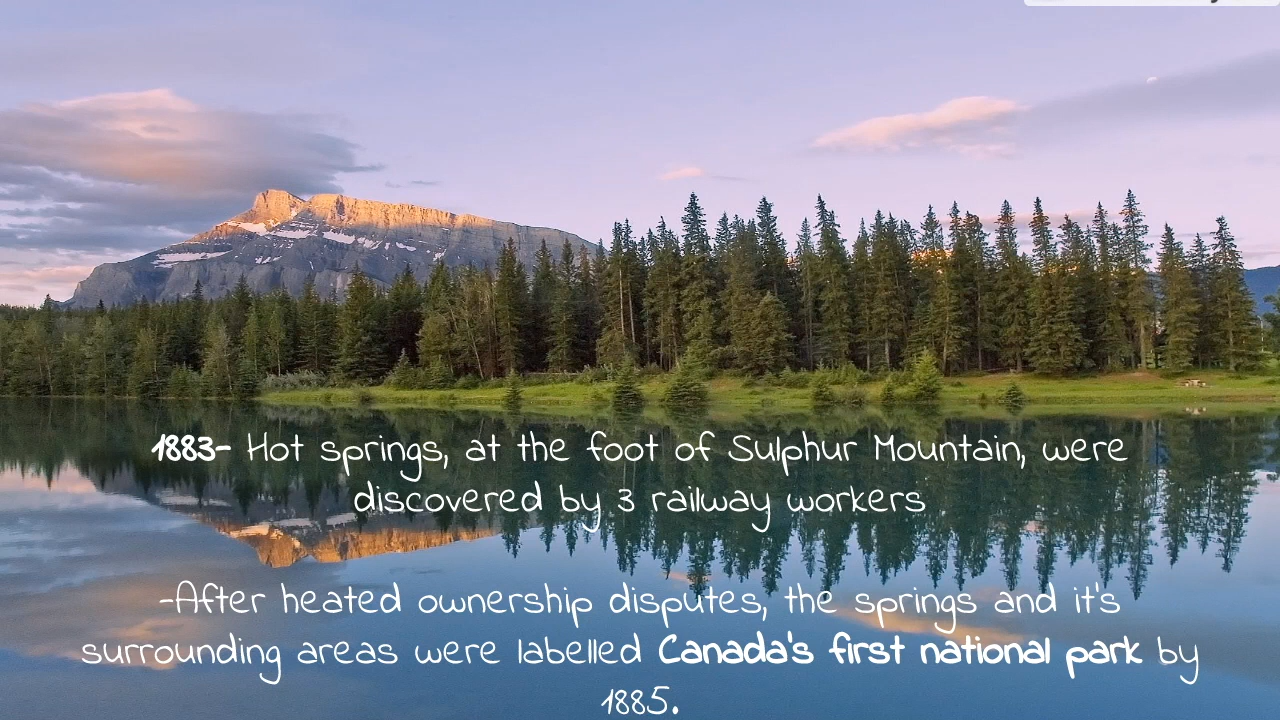 1883- Hot springs, at the foot of Sulphur Mountain, were
discovered by 3 railway workers
-After heated ownership disputes, the springs and it's
surrounding areas were labelled Canada's first national park by
1885.